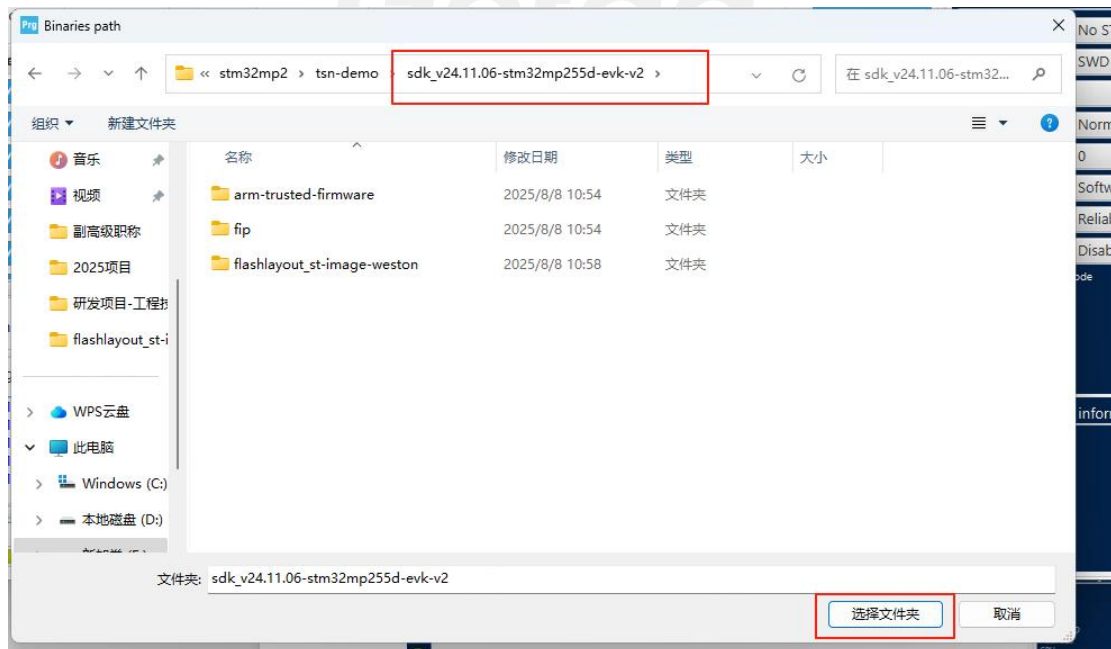 Prg Binaries path
No S
« stm32mp2 › tsn-demo › sdk_v24.11.06-stm32mp255d-evk-v2 ›
在 sdk_v24.11.06-stm32...
SWD
组织 新建文件夹
Norm
名称 修改日期 类型 大小
音乐
0
arm-trusted-firmware 2025/8/8 10:54 文件夹
视频
Softw
fip 2025/8/8 10:54 文件夹
副高级职称
Relial
flashlayout_st-image-weston 2025/8/8 10:58 文件夹
2025项目
Disab
ode
研发项目-工程技
flashlayout_st-i
WPS云盘
infor
此电脑
Windows (C:)
本地磁盘 (D:)
文件夹: sdk_v24.11.06-stm32mp255d-evk-v2
选择文件夹 取消